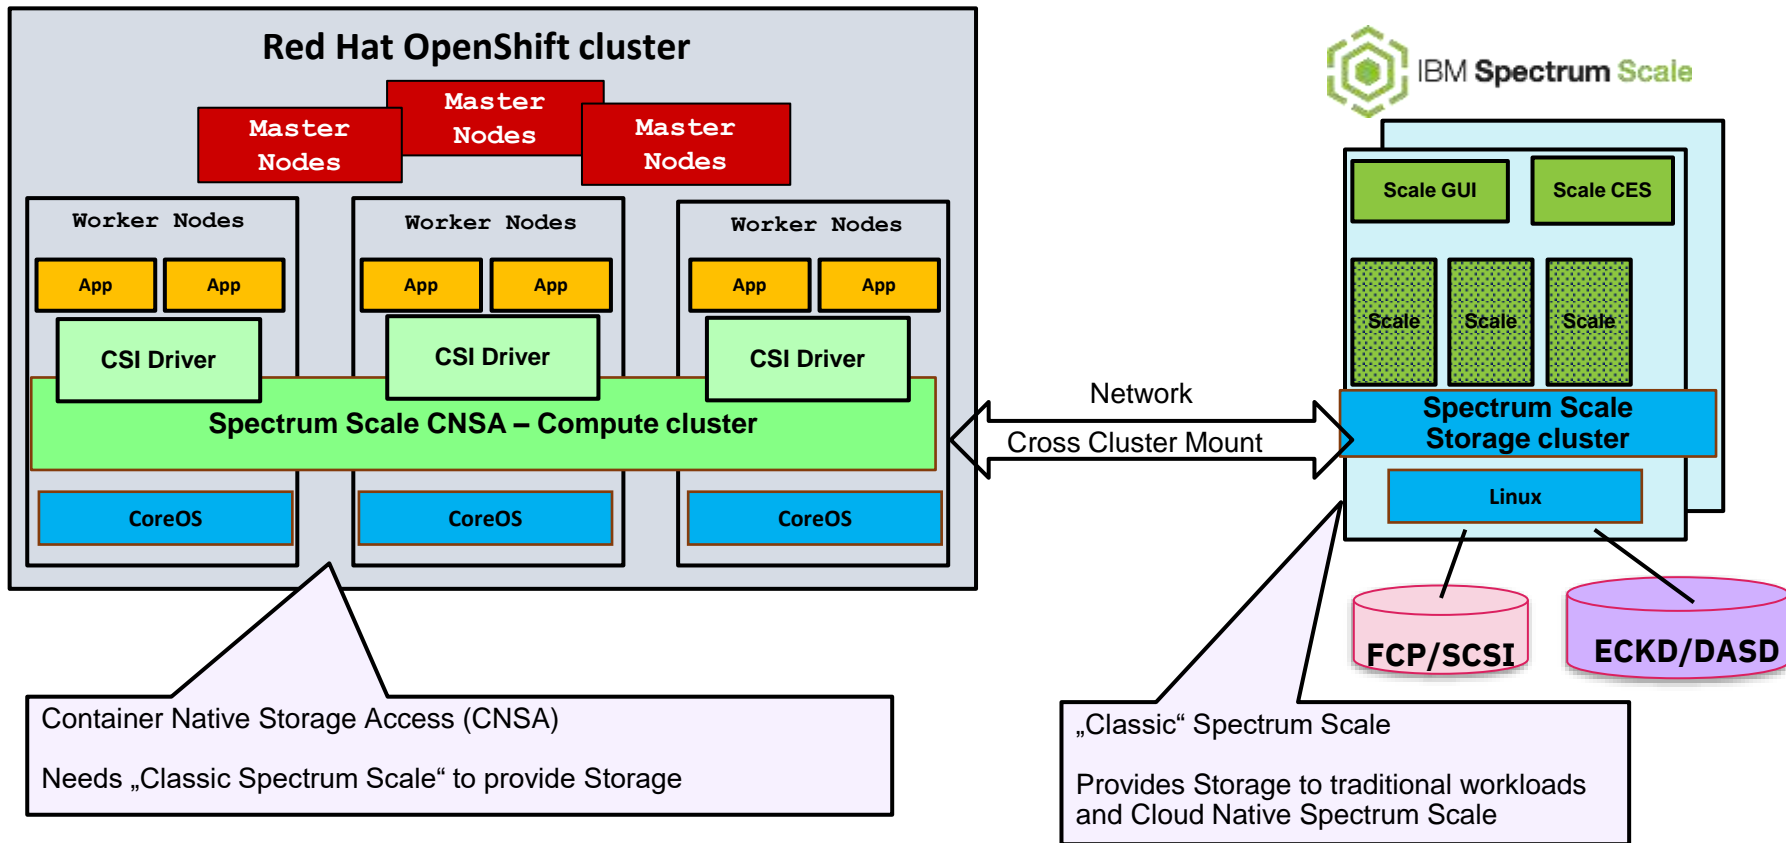 Red Hat OpenShift cluster
Master
Nodes
Master
Nodes
Master
Nodes
Worker Nodes
Worker Nodes
Worker Nodes
App
App
App
App
App
App
CSI Driver
CSI Driver
CSI Driver
Spectrum Scale CNSA – Compute cluster
CoreOS
CoreOS
CoreOS
Container Native Storage Access (CNSA)
Needs „Classic Spectrum Scale“ to provide Storage
Network
Cross Cluster Mount
IBM Spectrum Scale
Scale GUI
Scale CES
Scale
Scale
Scale
Spectrum Scale
Storage cluster
Linux
FCP/SCSI
ECKD/DASD
„Classic“ Spectrum Scale
Provides Storage to traditional workloads
and Cloud Native Spectrum Scale